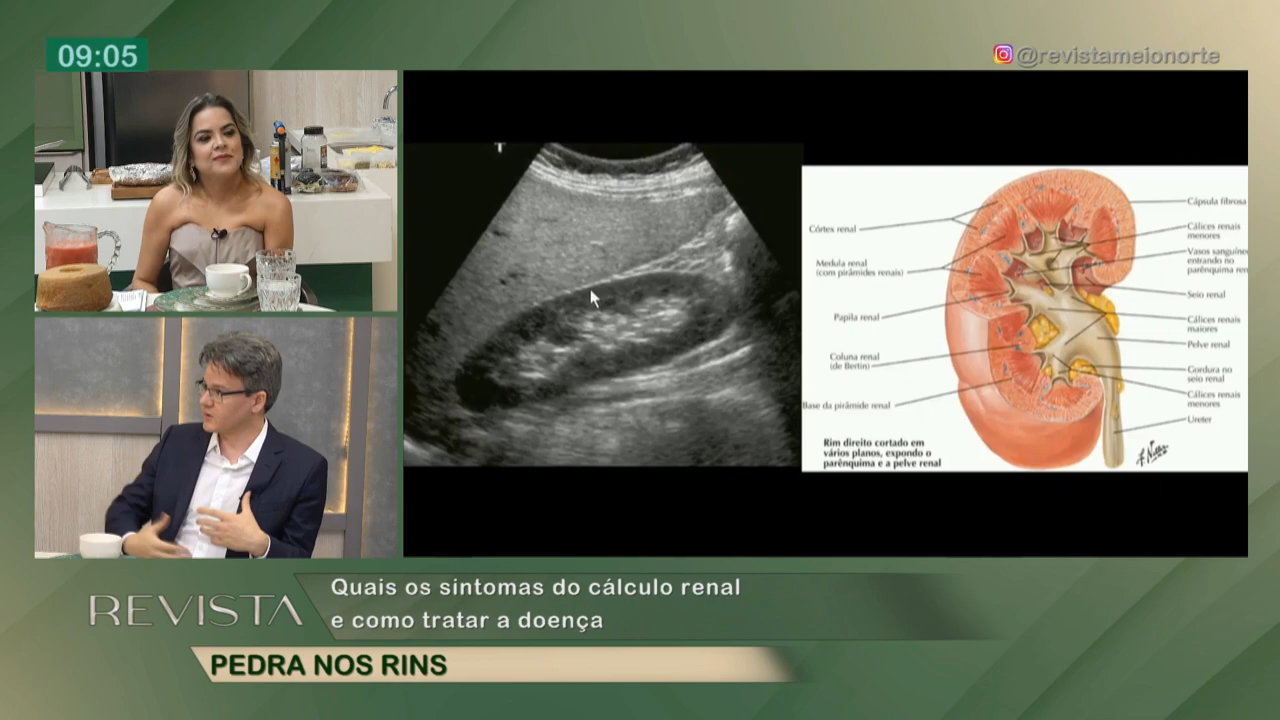 09:05
@revistameionorte
T
Córtex renal
Medula renal
(com pirâmides renais)
Papila renal
Coluna renal
(de Bertin)
Base da pirâmide renal
Rim direito cortado em
vários planos, expondo o
parênquima e a pelve renal
Cápsula fibrosa
Cálices renais
menores
Vasos sanguíne
entrando no
parênquima ren
Seio renal
Cálices renais
maiores
Pelve renal
Gordura no
seio renal
Cálices renais
menores
Ureter
REVISTA
Quais os sintomas do cálculo renal
e como tratar a doença
PEDRA NOS RINS